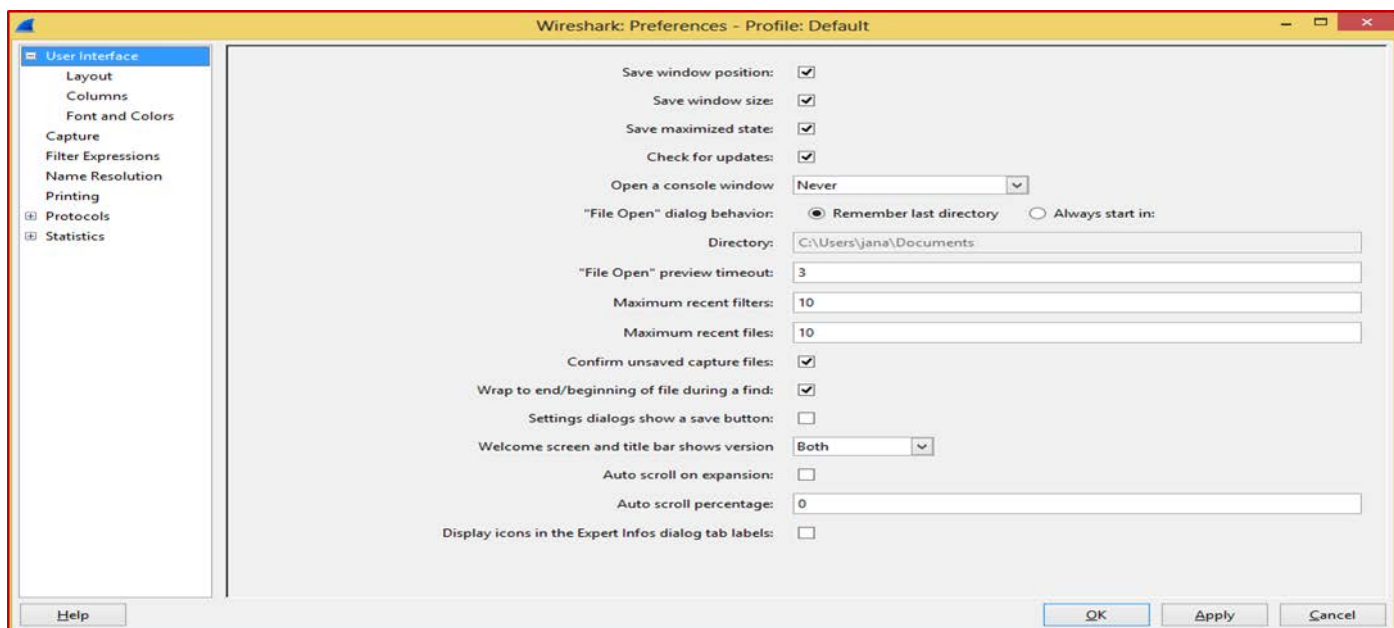 Wireshark: Preferences - Profile: Default
User Interface
Layout
Columns
Font and Colors
Capture
Filter Expressions
Name Resolution
Printing
Protocols
Statistics
Save window position:
Save window size:
Save maximized state:
Check for updates:
Open a console window Never
"File Open" dialog behavior: Remember last directory Always start in:
Directory: C:\Users\jana\Documents
"File Open" preview timeout: 3
Maximum recent filters: 10
Maximum recent files: 10
Confirm unsaved capture files:
Wrap to end/beginning of file during a find:
Settings dialogs show a save button:
Welcome screen and title bar shows version Both
Auto scroll on expansion:
Auto scroll percentage: 0
Display icons in the Expert Infos dialog tab labels:
Help OK Apply Cancel